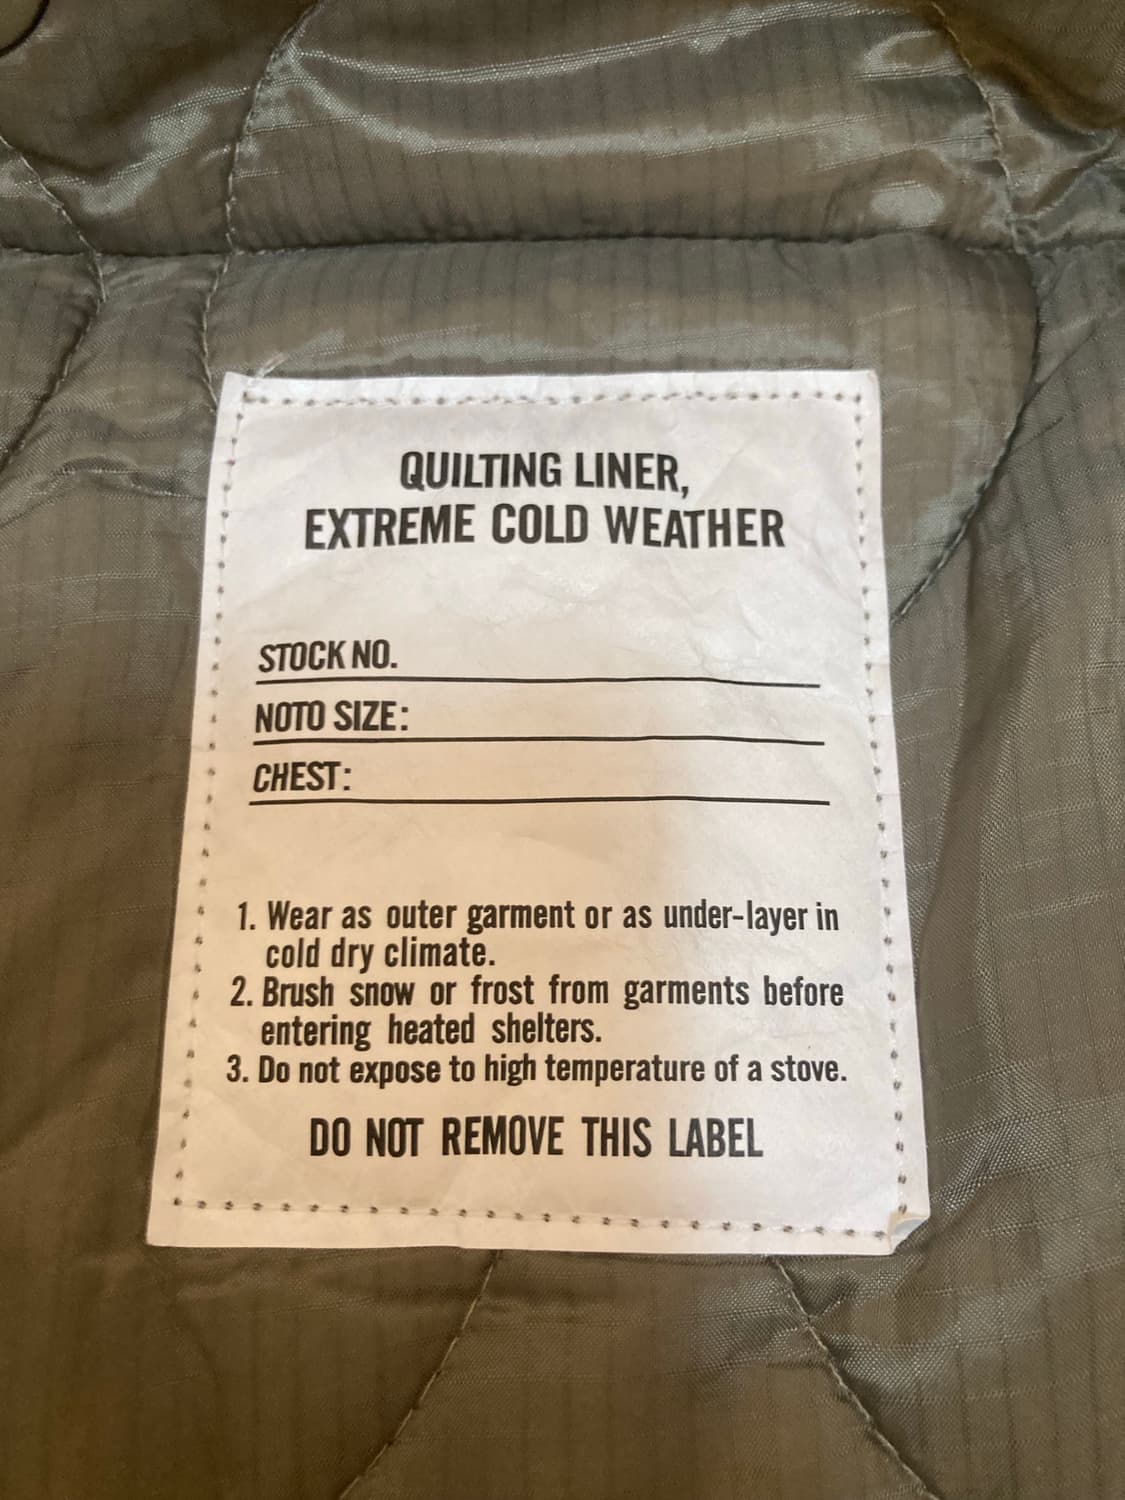 QUILTING LINER,
EXTREME COLD WEATHER
STOCK NO.
NOTO SIZE:
CHEST:
1. Wear as outer garment or as under-layer in
cold dry climate.
2. Brush snow or frost from garments before
entering heated shelters.
3. Do not expose to high temperature of a stove.
DO NOT REMOVE THIS LABEL